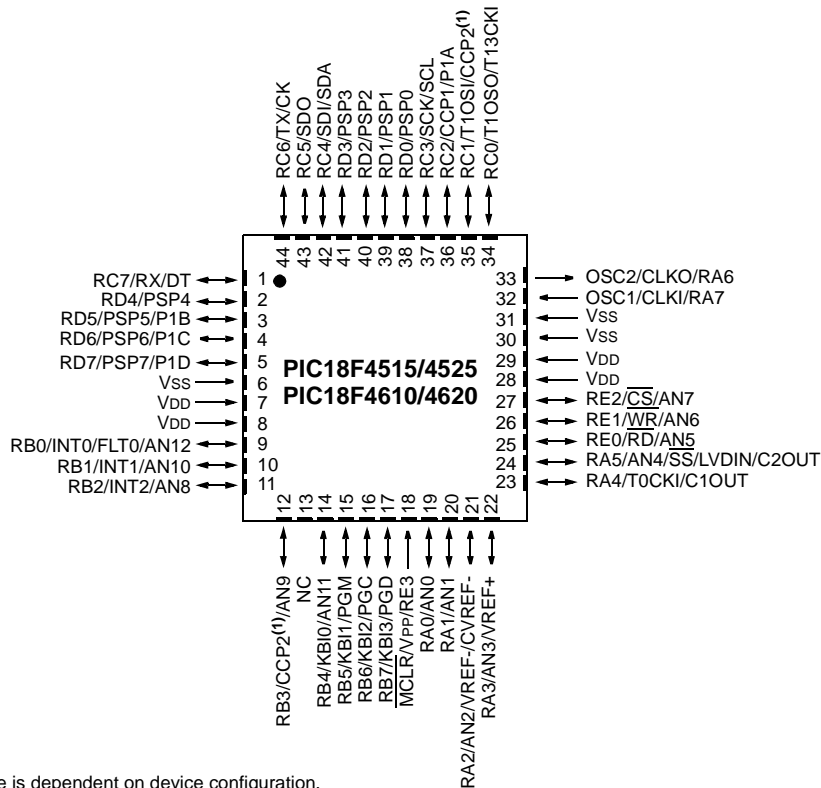 RC6/TX/CK
RC5/SDO
RC4/SDI/SDA
RD3/PSP3
RD2/PSP2
RD1/PSP1
RD0/PSP0
RC3/SCK/SCL
RC2/CCP1/P1A
RC1/T1OSI/CCP2(1)
RC0/T1OSO/T13CKI
44
43
42
41
40
39
38
37
36
35
34
RC7/RX/DT 1
RD4/PSP4 2
RD5/PSP5/P1B 3
RD6/PSP6/P1C 4
RD7/PSP7/P1D 5
VSS 6
VDD 7
VDD 8
RB0/INT0/FLT0/AN12 9
RB1/INT1/AN10 10
RB2/INT2/AN8 11
PIC18F4515/4525
PIC18F4610/4620
33 OSC2/CLKO/RA6
32 OSC1/CLKI/RA7
31 VSS
30 VSS
29 VDD
28 VDD
27 RE2/CS/AN7
26 RE1/WR/AN6
25 RE0/RD/AN5
24 RA5/AN4/SS/LVDIN/C2OUT
23 RA4/T0CKI/C1OUT
12
13
14
15
16
17
18
19
20
21
22
RB3/CCP2(1)/AN9
NC
RB4/KBI0/AN11
RB5/KBI1/PGM
RB6/KBI2/PGC
RB7/KBI3/PGD
MCLR/VPP/RE3
RA0/AN0
RA1/AN1
RA2/AN2/VREF-/CVREF-
RA3/AN3/VREF+
e is dependent on device configuration.